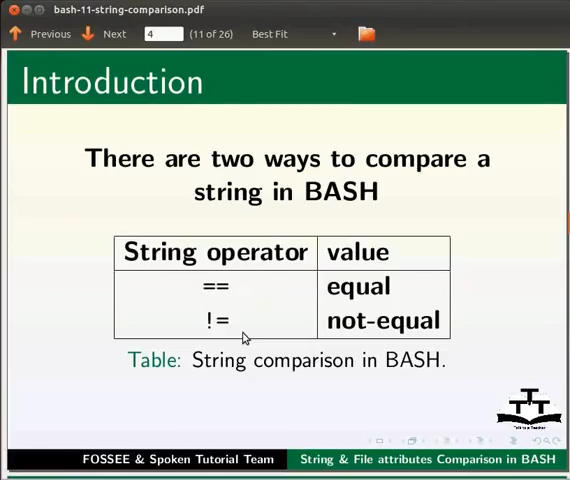 bash-11-string-comparison.pdf
Previous Next 4 (11 of 26) Best Fit
Introduction
There are two ways to compare a
string in BASH
String operator value
== equal
!= not-equal
Table: String comparison in BASH.
FOSSEE & Spoken Tutorial Team String & File attributes Comparison in BASH